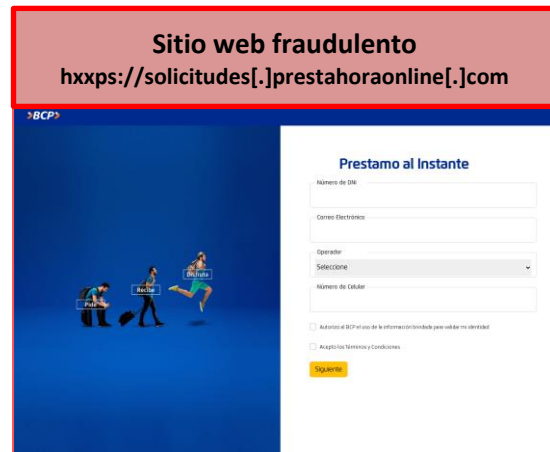 Sitio web fraudulento
hxxps://solicitudes[.]prestahoraonline[.]com
›BCP›
Prestamo al Instante
Número de DNI
Correo Electrónico
Operador
Seleccione
Número de Celular
Pide
Recibe
Disfruta
Autorizo al BCP el uso de la información brindada para validar mi identidad
Acepto los Términos y Condiciones
Siguiente